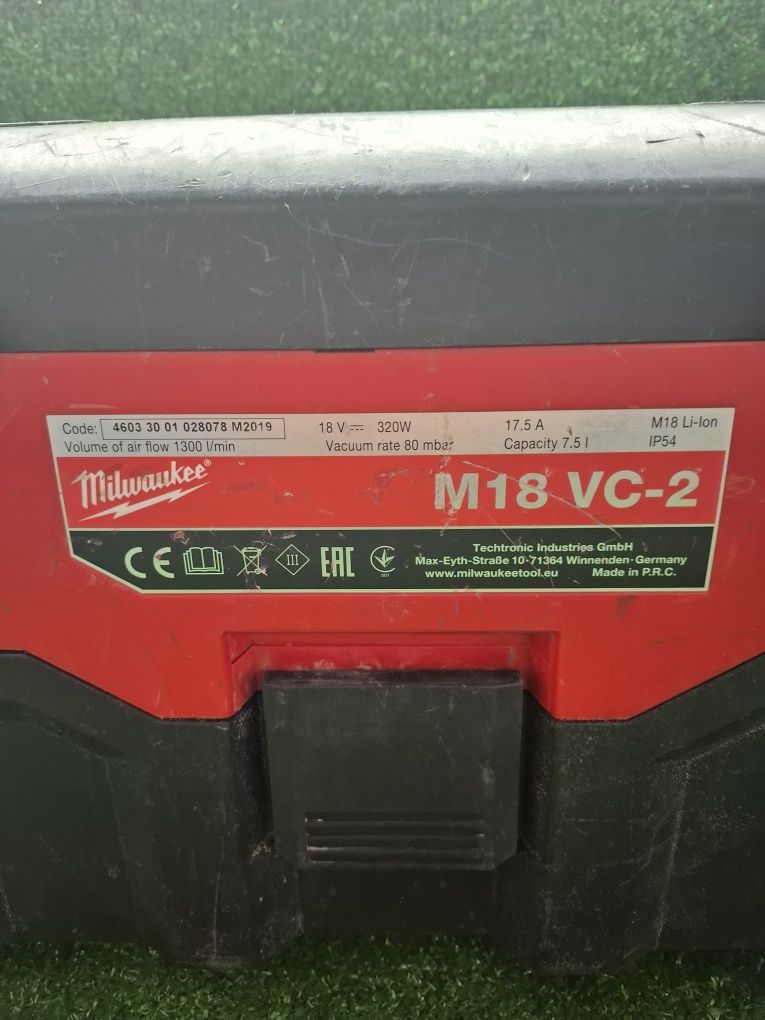 Code: 4603 30 01 028078 M2019 18 V 320W 17.5 A M18 Li-Ion
Volume of air flow 1300 l/min Vacuum rate 80 mbar Capacity 7.5 l IP54
Milwaukee®
M18 VC-2
CE III EAC 001
Techtronic Industries GmbH
Max-Eyth-Straße 10·71364 Winnenden·Germany
www.milwaukeetool.eu Made in P.R.C.